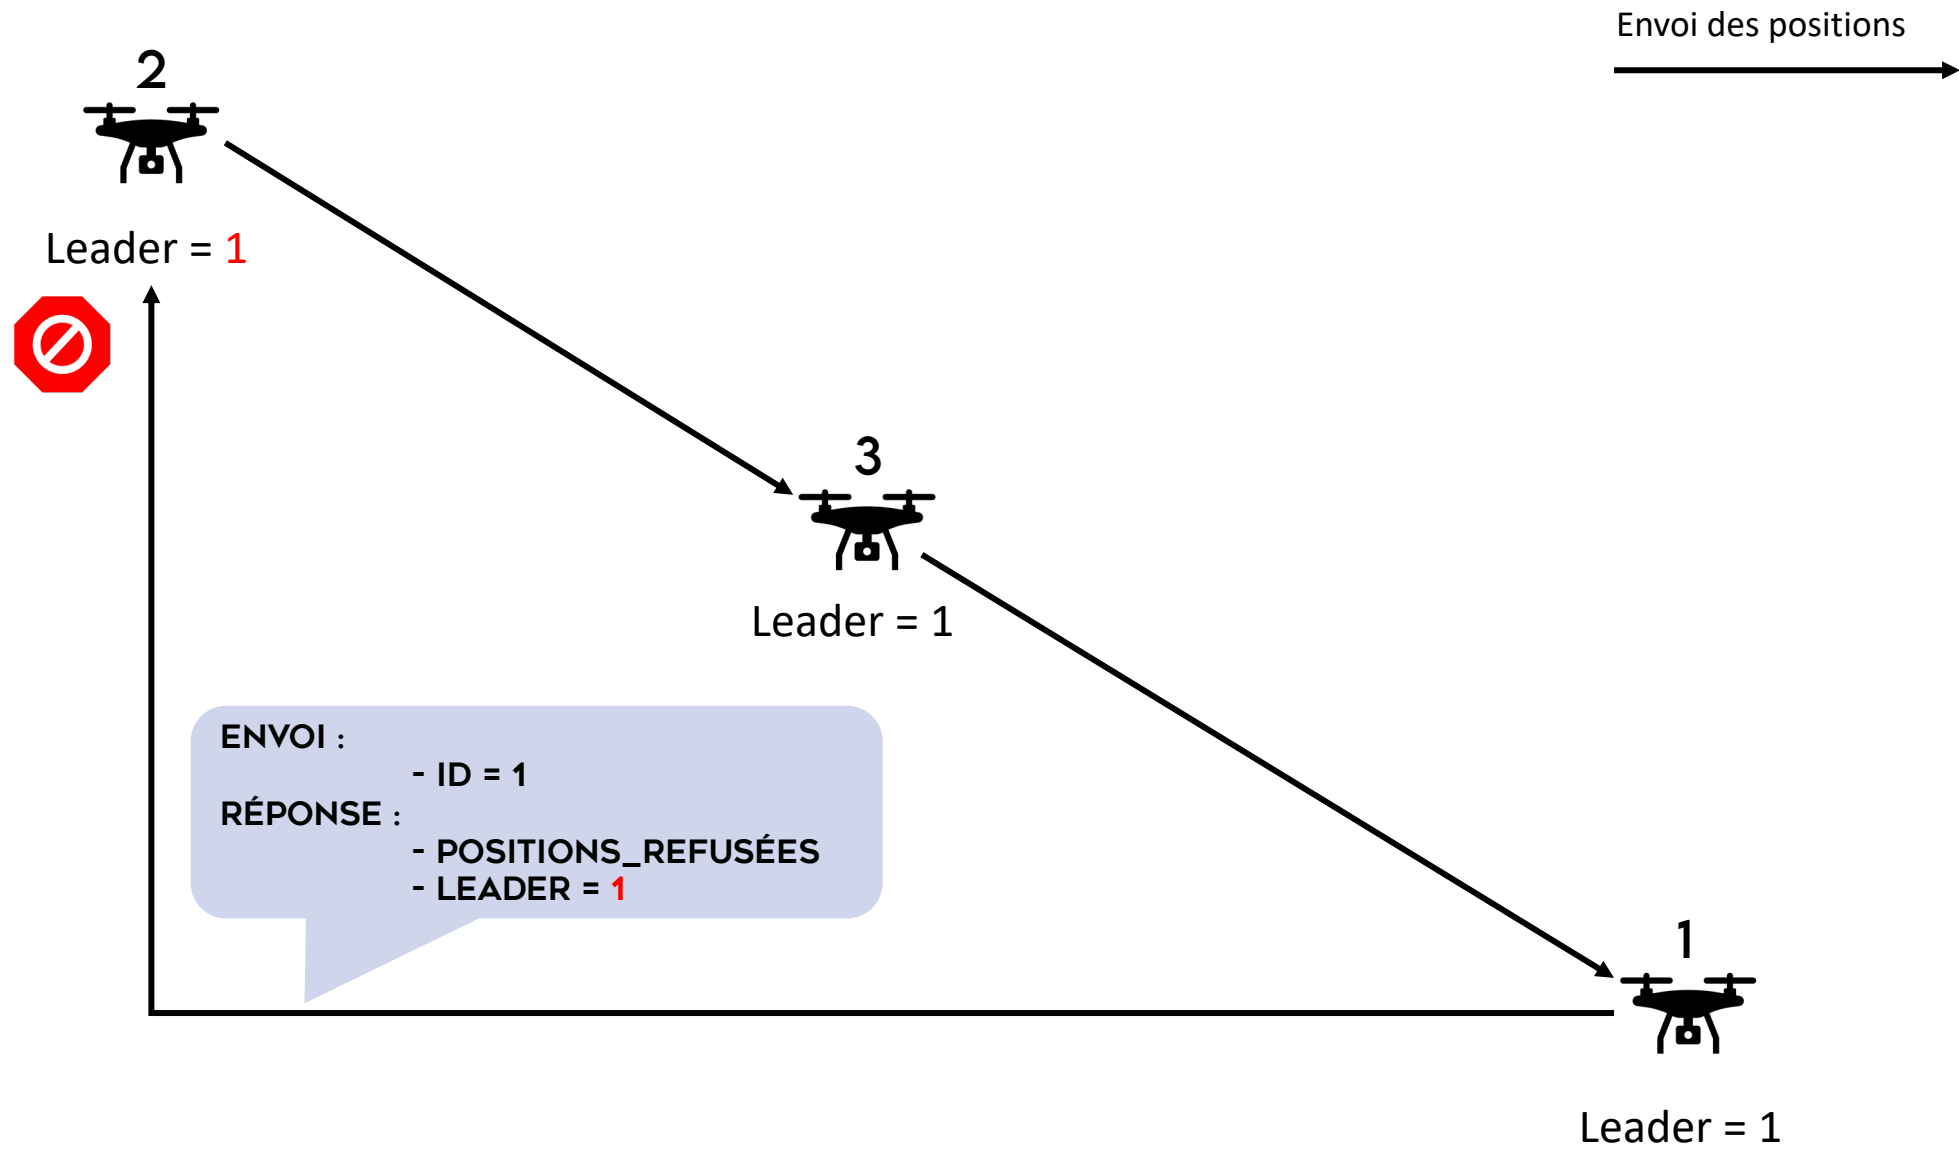 Envoi des positions
2
Leader = 1
3
Leader = 1
ENVOI :
- ID = 1
RÉPONSE :
- POSITIONS_REFUSÉES
- LEADER = 1
1
Leader = 1